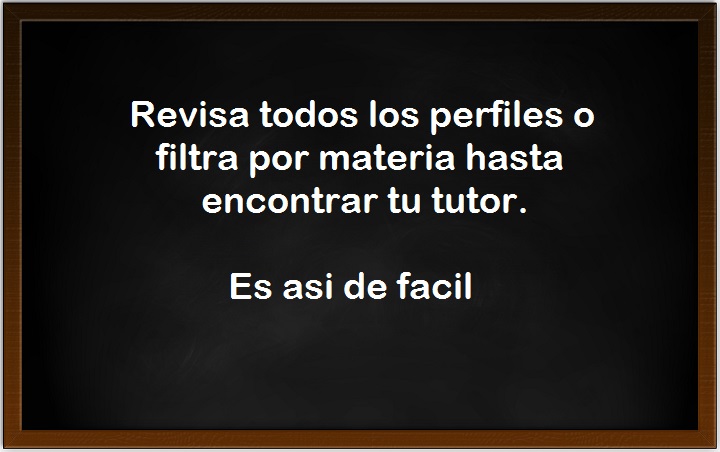 Revisa todos los perfiles o
filtra por materia hasta
encontrar tu tutor.
Es asi de facil